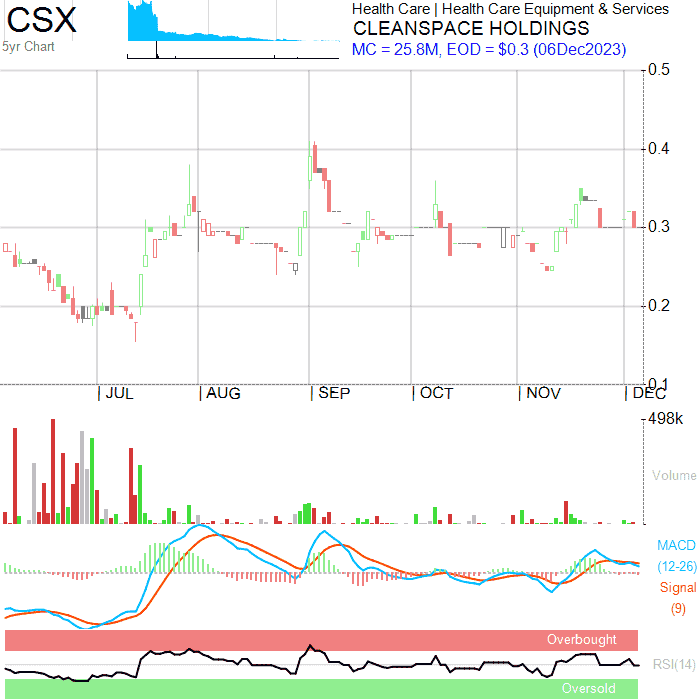 CSX
5yr Chart
Health Care | Health Care Equipment & Services
CLEANSPACE HOLDINGS
MC = 25.8M, EOD = $0.3 (06Dec2023)
0.5
0.4
0.3
0.2
0.1
| JUL | AUG | SEP | OCT | NOV | DEC
498k
Volume
MACD
(12-26)
Signal
(9)
Overbought
RSI(14)
Oversold